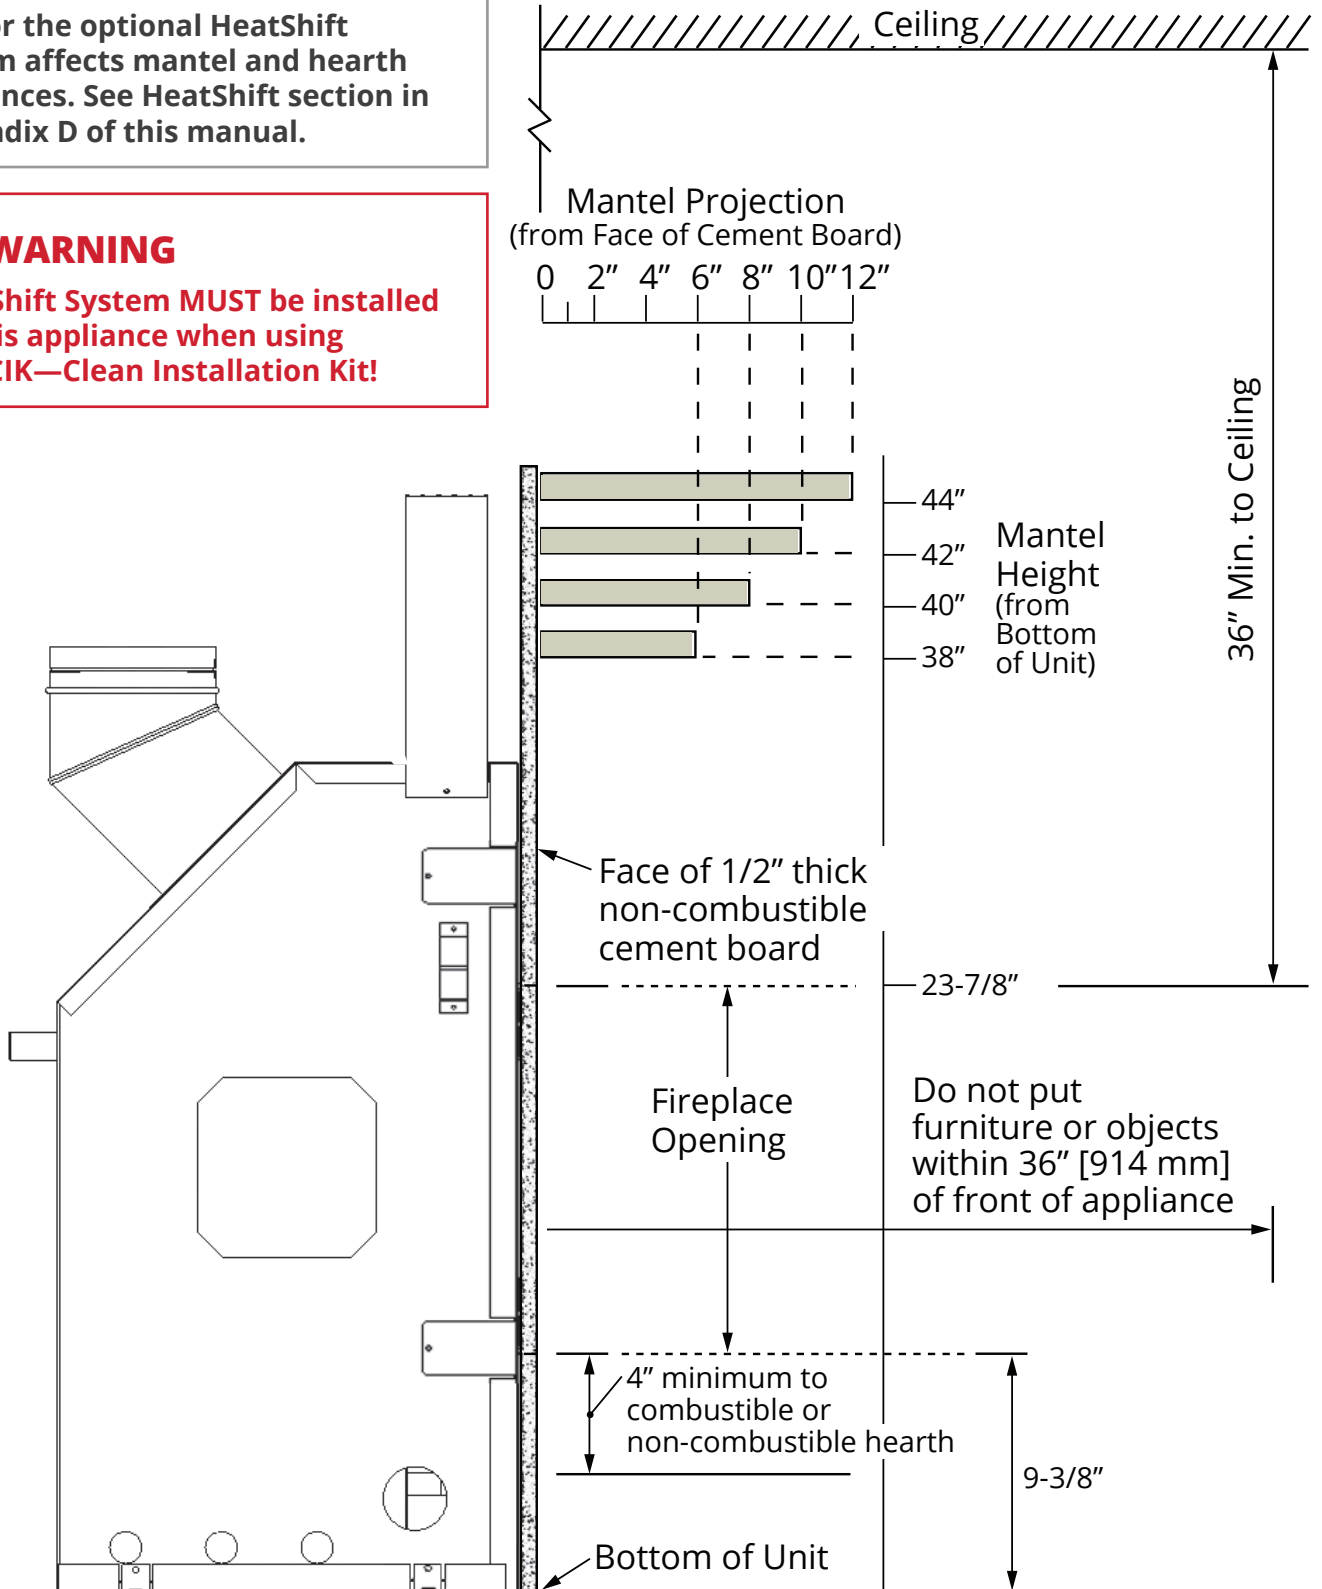 or the optional HeatShift
m affects mantel and hearth
nces. See HeatShift section in
ndix D of this manual.
WARNING
Shift System MUST be installed
is appliance when using
CIK—Clean Installation Kit!
Ceiling
Mantel Projection
(from Face of Cement Board)
0 2” 4” 6” 8” 10” 12”
44”
42”
40”
38”
Mantel
Height
(from
Bottom
of Unit)
36” Min. to Ceiling
Face of 1/2” thick
non-combustible
cement board
23-7/8”
Fireplace
Opening
Do not put
furniture or objects
within 36” [914 mm]
of front of appliance
4” minimum to
combustible or
non-combustible hearth
9-3/8”
Bottom of Unit